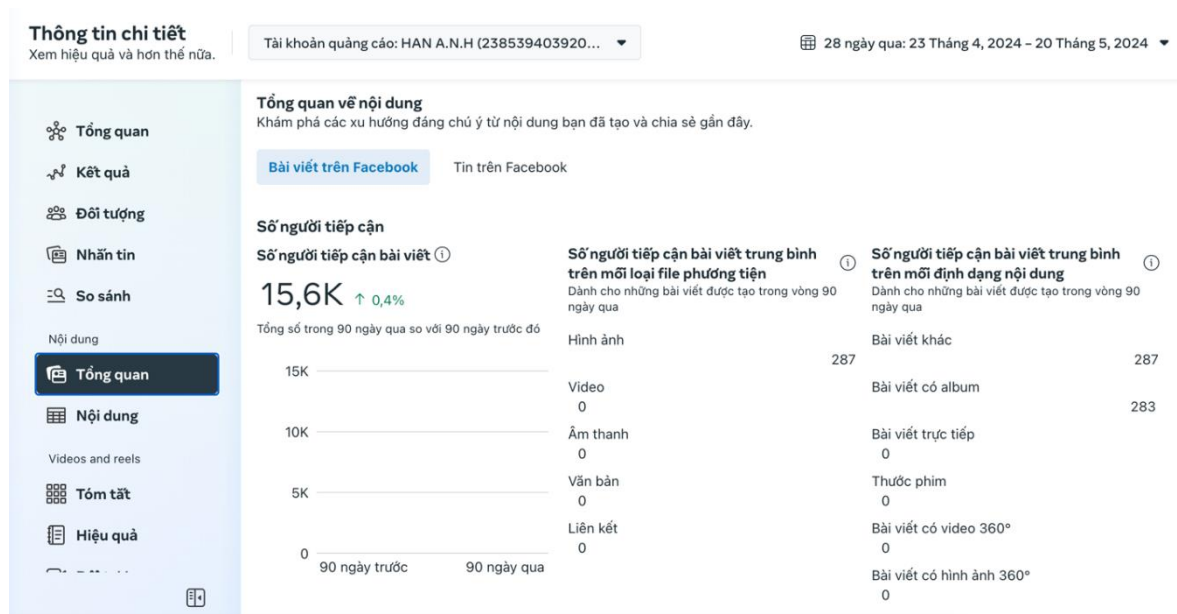 Thông tin chi tiết
Xem hiệu quả và hơn thế nữa.
Tài khoản quảng cáo: HAN A.N.H (238539403920...
28 ngày qua: 23 Tháng 4, 2024 – 20 Tháng 5, 2024
Tổng quan
Kết quả
Đối tượng
Nhắn tin
So sánh
Nội dung
Tổng quan
Nội dung
Videos and reels
Tóm tắt
Hiệu quả
Tổng quan về nội dung
Khám phá các xu hướng đáng chú ý từ nội dung bạn đã tạo và chia sẻ gần đây.
Bài viết trên Facebook
Tin trên Facebook
Số người tiếp cận
Số người tiếp cận bài viết
15,6K ↑ 0,4%
Tổng số trong 90 ngày qua so với 90 ngày trước đó
15K
10K
5K
0
90 ngày trước
90 ngày qua
Số người tiếp cận bài viết trung bình
trên mỗi loại file phương tiện
Dành cho những bài viết được tạo trong vòng 90
ngày qua
Hình ảnh
287
Video
0
Âm thanh
0
Văn bản
0
Liên kết
0
Số người tiếp cận bài viết trung bình
trên mỗi định dạng nội dung
Dành cho những bài viết được tạo trong vòng 90
ngày qua
Bài viết khác
287
Bài viết có album
283
Bài viết trực tiếp
0
Thước phim
0
Bài viết có video 360°
0
Bài viết có hình ảnh 360°
0